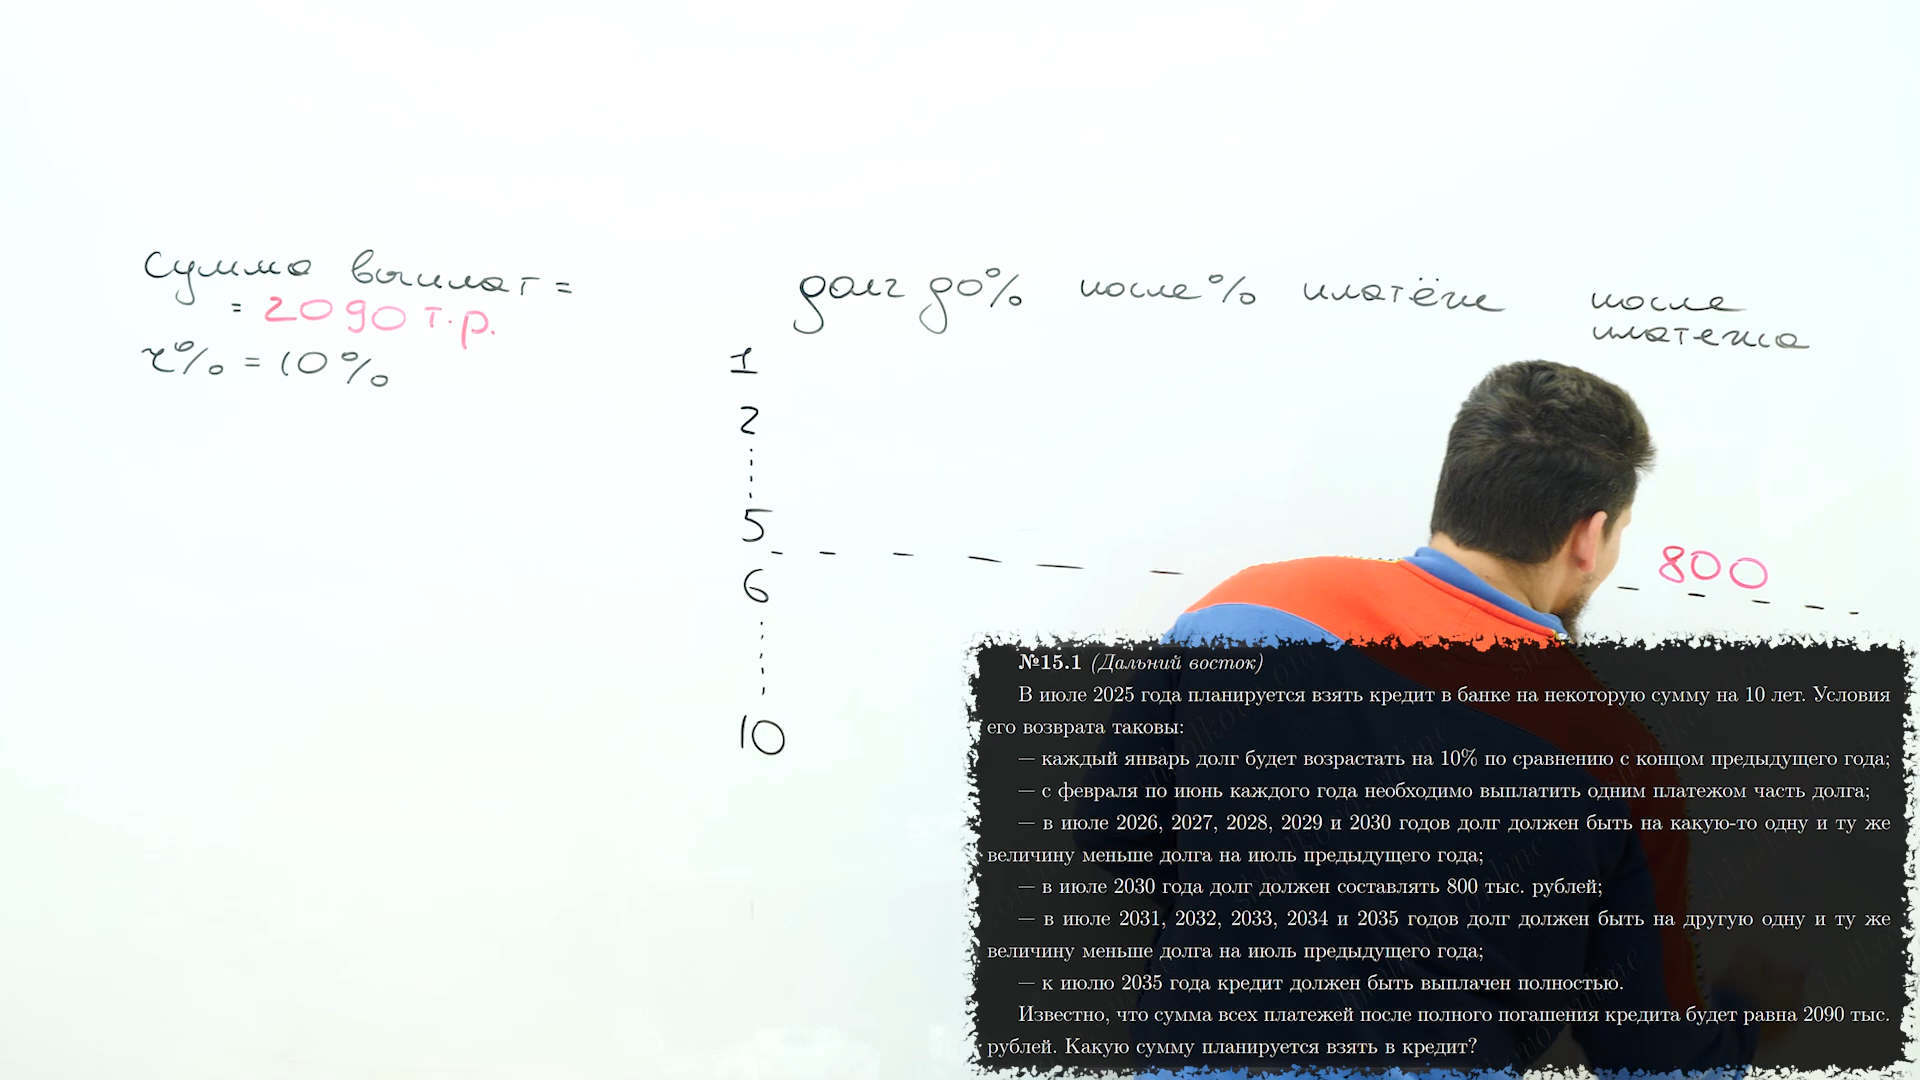 сумма выплат =
= 2090 т.р.
r% = 10%
долг до % после % платёж после
платежа
1
2
5
800
6
10
№15.1 (Дальний восток)
В июле 2025 года планируется взять кредит в банке на некоторую сумму на 10 лет. Условия
его возврата таковы:
— каждый январь долг будет возрастать на 10% по сравнению с концом предыдущего года;
— с февраля по июнь каждого года необходимо выплатить одним платежом часть долга;
— в июле 2026, 2027, 2028, 2029 и 2030 годов долг должен быть на какую-то одну и ту же
величину меньше долга на июль предыдущего года;
— в июле 2030 года долг должен составлять 800 тыс. рублей;
— в июле 2031, 2032, 2033, 2034 и 2035 годов долг должен быть на другую одну и ту же
величину меньше долга на июль предыдущего года;
— к июлю 2035 года кредит должен быть выплачен полностью.
Известно, что сумма всех платежей после полного погашения кредита будет равна 2090 тыс.
рублей. Какую сумму планируется взять в кредит?